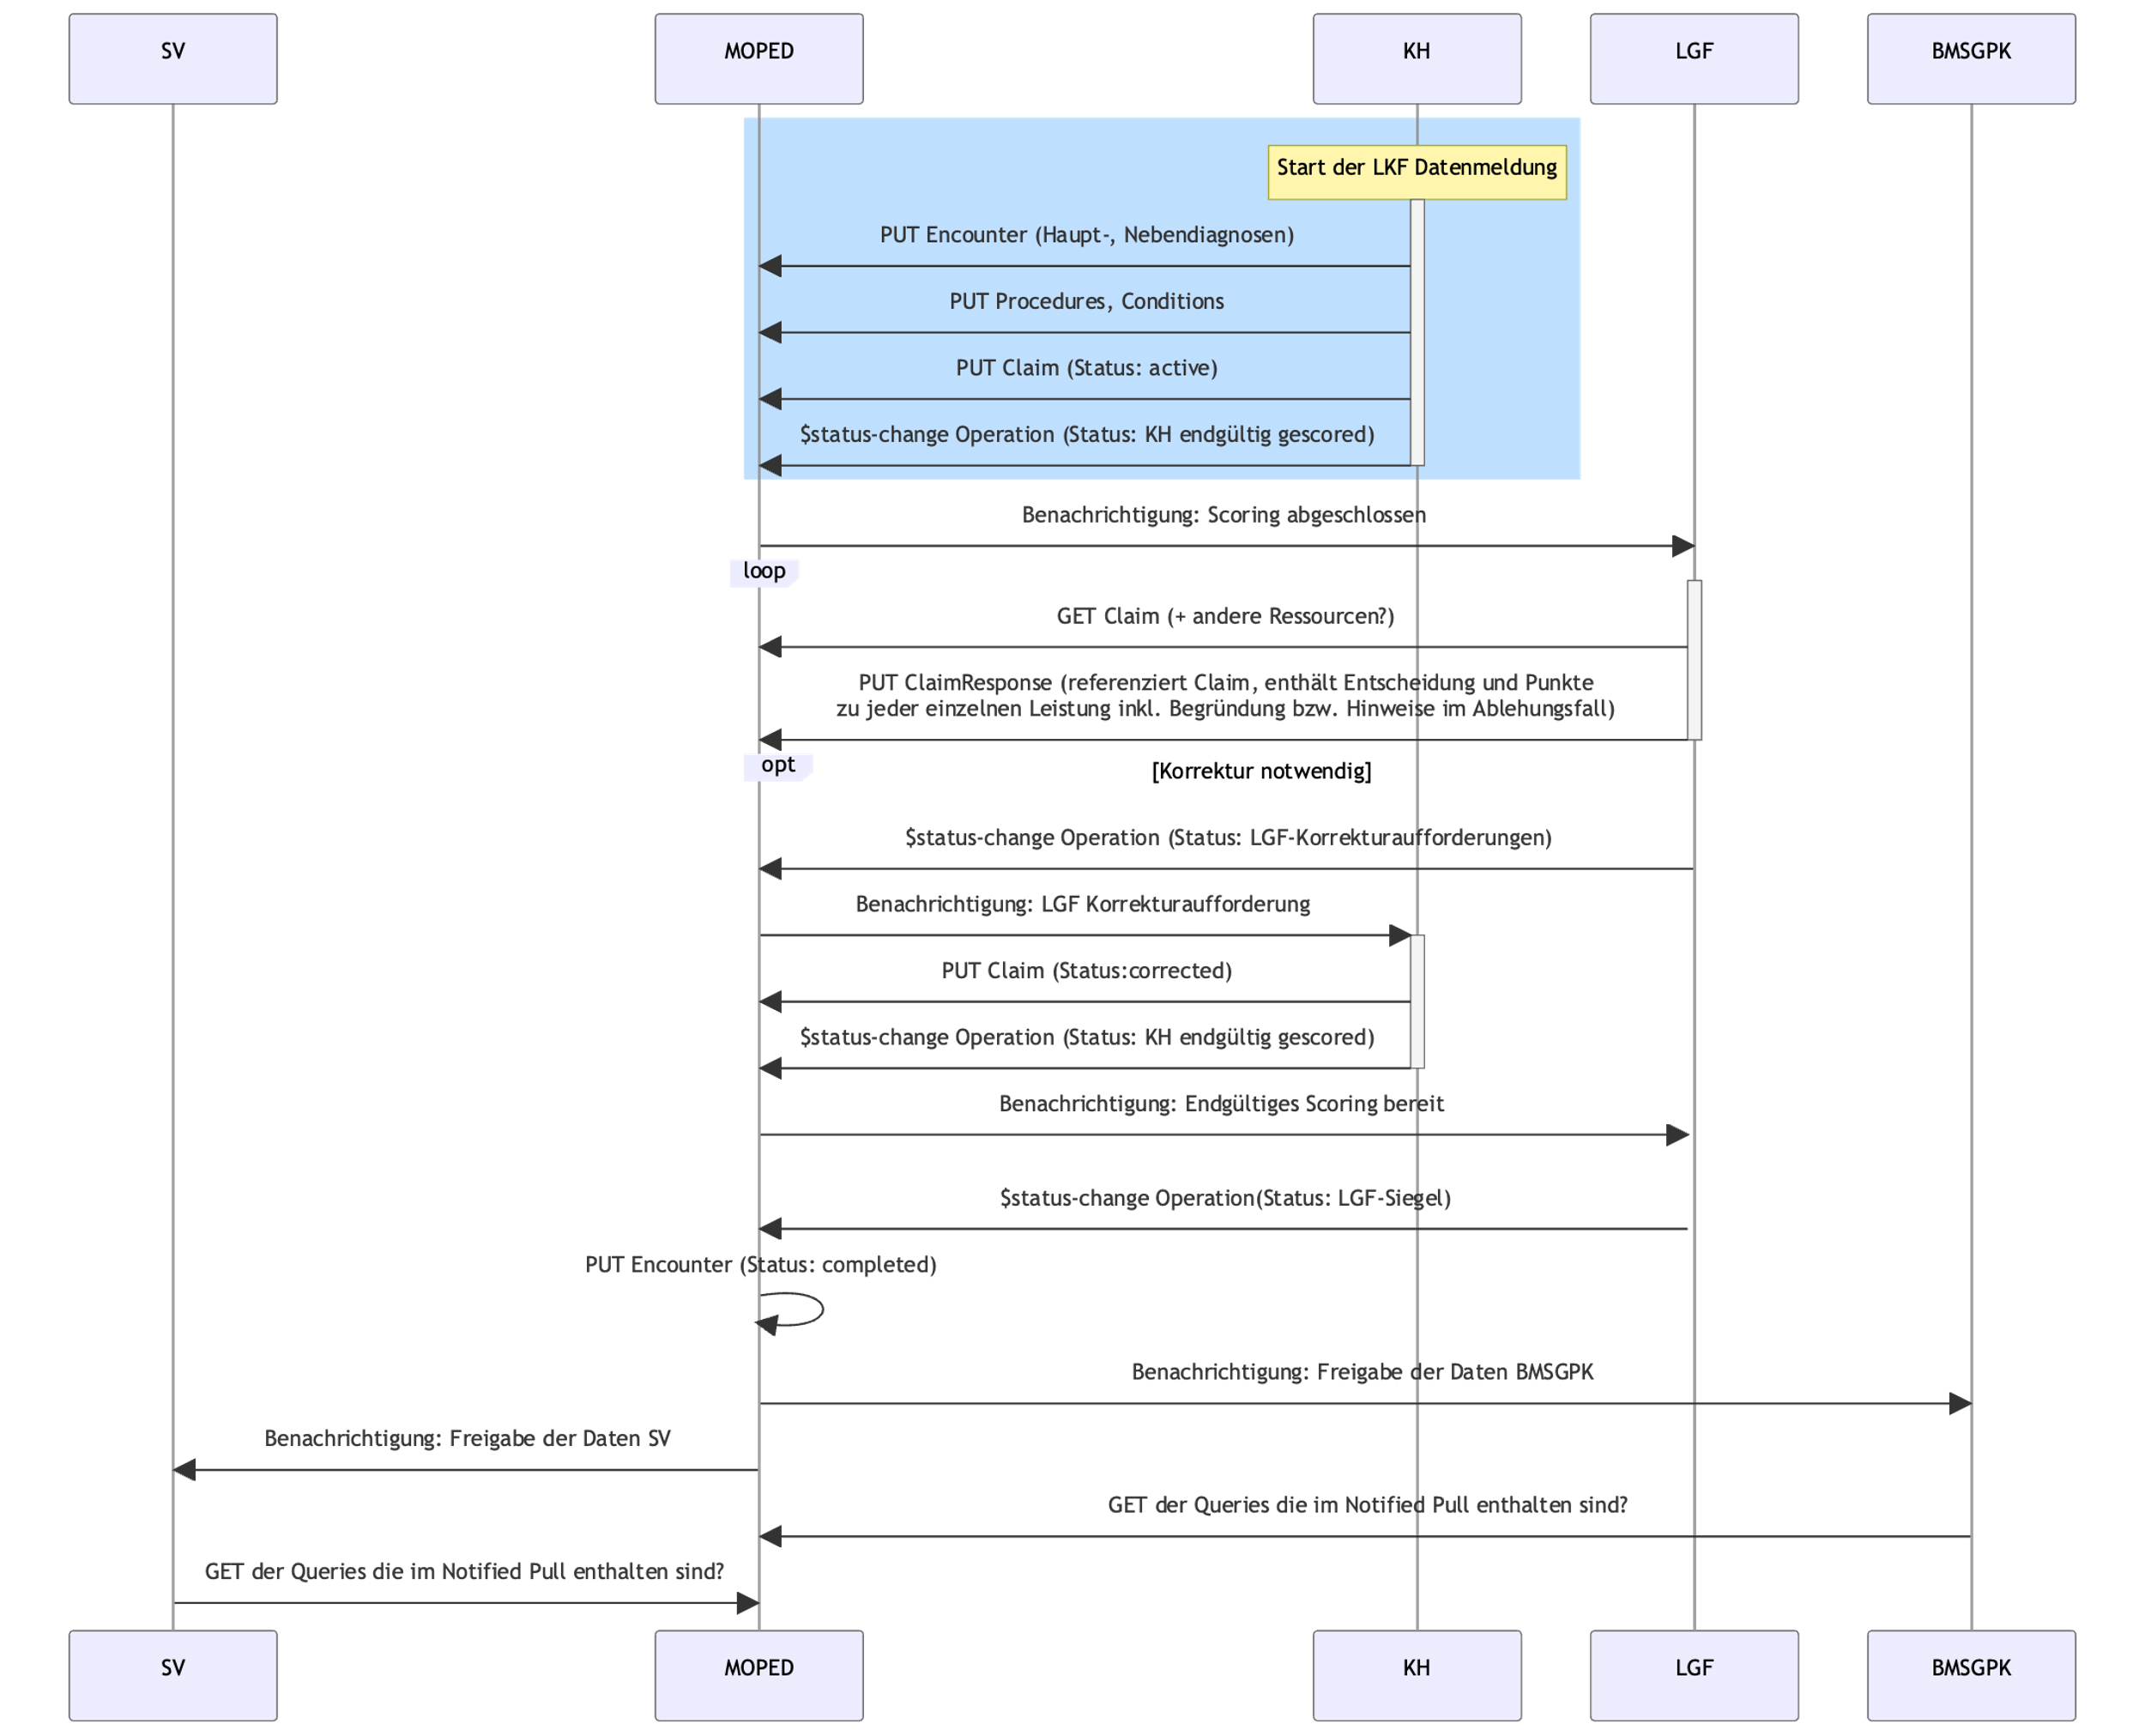 SV
MOPED
KH
LGF
BMSGPK
Start der LKF Datenmeldung
PUT Encounter (Haupt-, Nebendiagnosen)
PUT Procedures, Conditions
PUT Claim (Status: active)
$status-change Operation (Status: KH endgültig gescored)
Benachrichtigung: Scoring abgeschlossen
loop
GET Claim (+ andere Ressourcen?)
PUT ClaimResponse (referenziert Claim, enthält Entscheidung und Punkte
zu jeder einzelnen Leistung inkl. Begründung bzw. Hinweise im Ablehungsfall)
opt
[Korrektur notwendig]
$status-change Operation (Status: LGF-Korrekturaufforderungen)
Benachrichtigung: LGF Korrekturaufforderung
PUT Claim (Status:corrected)
$status-change Operation (Status: KH endgültig gescored)
Benachrichtigung: Endgültiges Scoring bereit
$status-change Operation(Status: LGF-Siegel)
PUT Encounter (Status: completed)
Benachrichtigung: Freigabe der Daten BMSGPK
Benachrichtigung: Freigabe der Daten SV
GET der Queries die im Notified Pull enthalten sind?
GET der Queries die im Notified Pull enthalten sind?
SV
MOPED
KH
LGF
BMSGPK